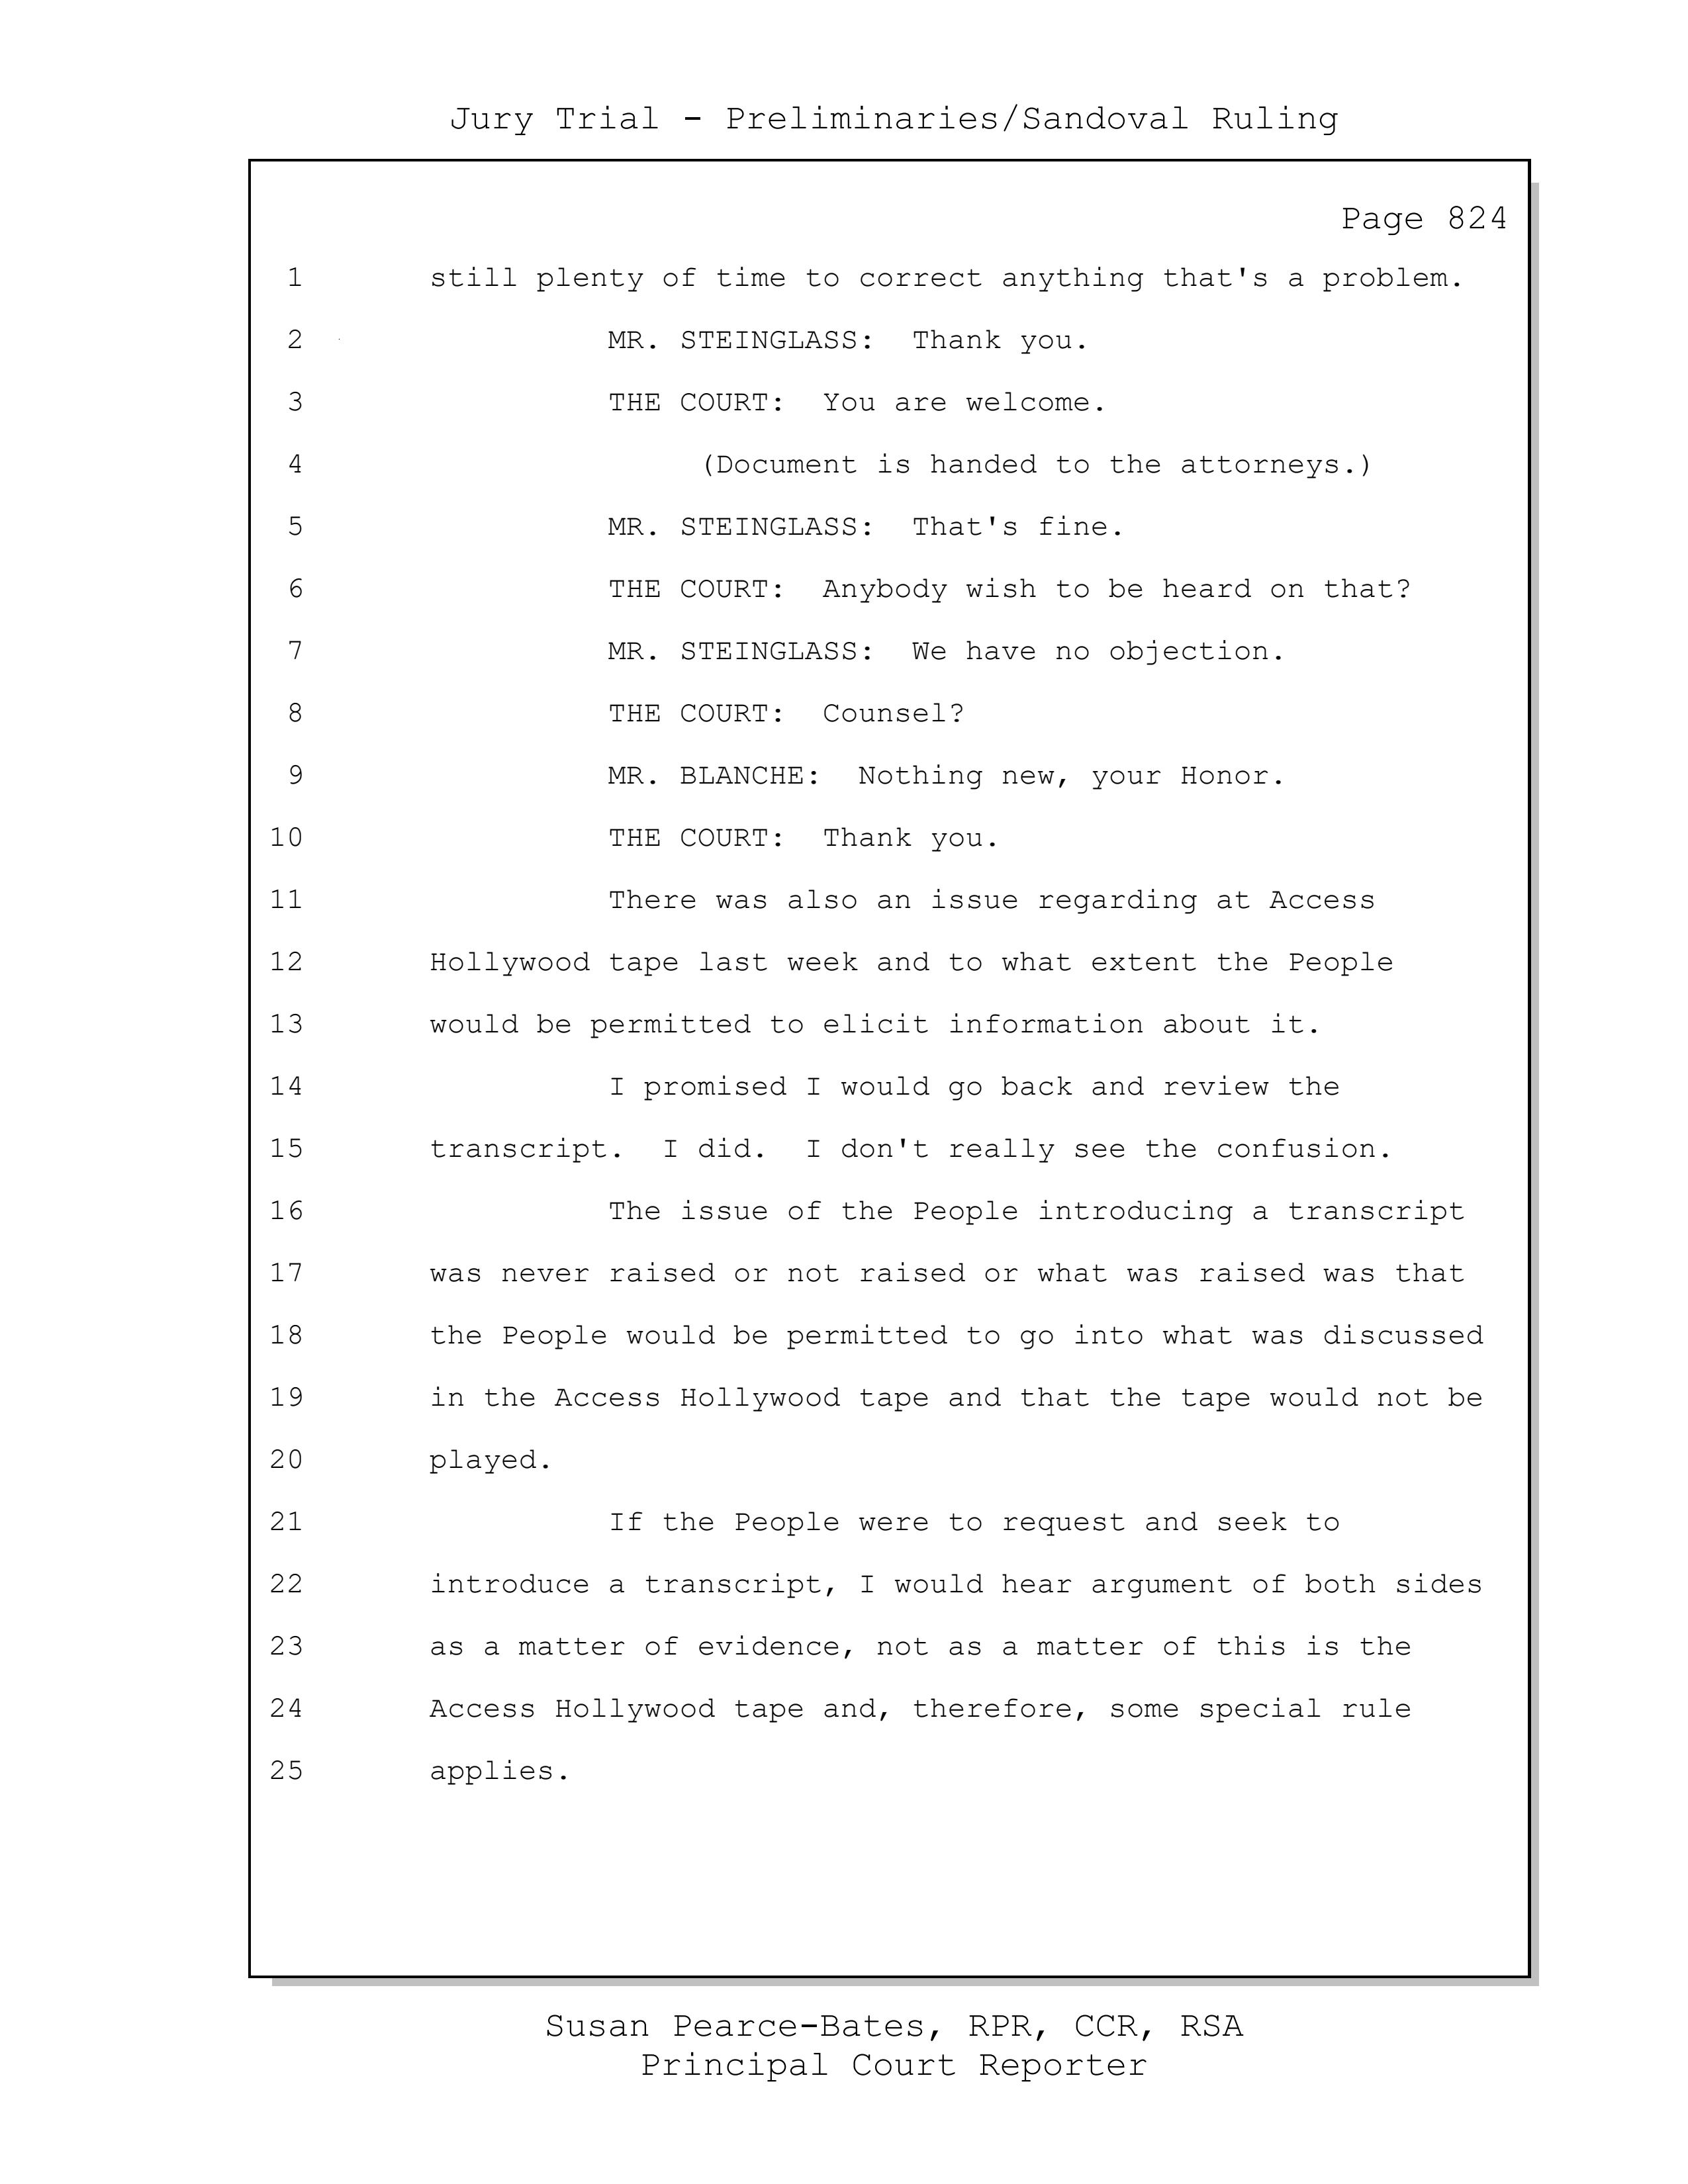 Jury Trial - Preliminaries/Sandoval Ruling
Page 824
1 still plenty of time to correct anything that's a problem.
2 MR. STEINGLASS: Thank you.
3 THE COURT: You are welcome.
4 (Document is handed to the attorneys.)
5 MR. STEINGLASS: That's fine.
6 THE COURT: Anybody wish to be heard on that?
7 MR. STEINGLASS: We have no objection.
8 THE COURT: Counsel?
9 MR. BLANCHE: Nothing new, your Honor.
10 THE COURT: Thank you.
11 There was also an issue regarding at Access
12 Hollywood tape last week and to what extent the People
13 would be permitted to elicit information about it.
14 I promised I would go back and review the
15 transcript. I did. I don't really see the confusion.
16 The issue of the People introducing a transcript
17 was never raised or not raised or what was raised was that
18 the People would be permitted to go into what was discussed
19 in the Access Hollywood tape and that the tape would not be
20 played.
21 If the People were to request and seek to
22 introduce a transcript, I would hear argument of both sides
23 as a matter of evidence, not as a matter of this is the
24 Access Hollywood tape and, therefore, some special rule
25 applies.
Susan Pearce-Bates, RPR, CCR, RSA
Principal Court Reporter